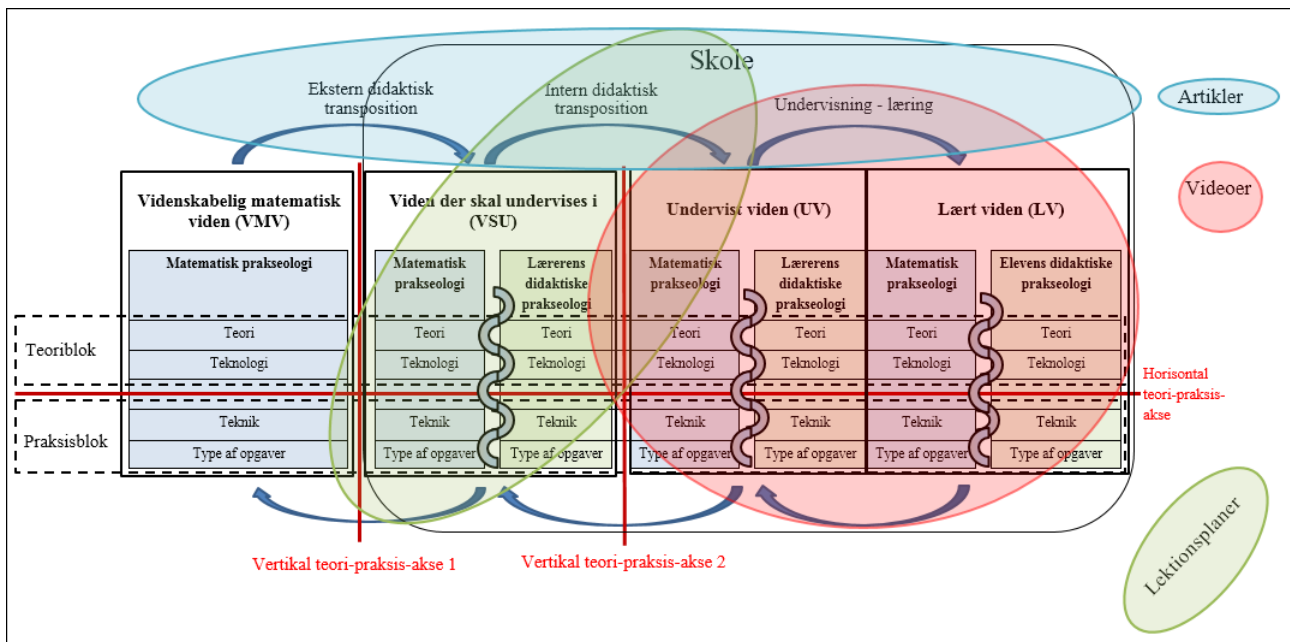 Skole
Ekstern didaktisk
transposition
Intern didaktisk
transposition
Undervisning - læring
Artikler
Videnskabelig matematisk
viden (VMV)
Viden der skal undervises i
(VSU)
Undervist viden (UV)
Lært viden (LV)
Videoer
Matematisk prakseologi
Matematisk
prakseologi
Lærerens
didaktiske
prakseologi
Matematisk
prakseologi
Lærerens
didaktiske
prakseologi
Matematisk
prakseologi
Elevens didaktiske
prakseologi
Teoriblok
Teori
Teori
Teori
Teori
Teori
Teori
Teori
Teknologi
Teknologi
Teknologi
Teknologi
Teknologi
Teknologi
Teknologi
Horisontal
teori-praksis-
akse
Praksisblok
Teknik
Teknik
Teknik
Teknik
Teknik
Teknik
Teknik
Type af opgaver
Type af opgaver
Type af opgaver
Type af opgaver
Type af opgaver
Type af opgaver
Type af opgaver
Vertikal teori-praksis-akse 1
Vertikal teori-praksis-akse 2
Lektionsplaner